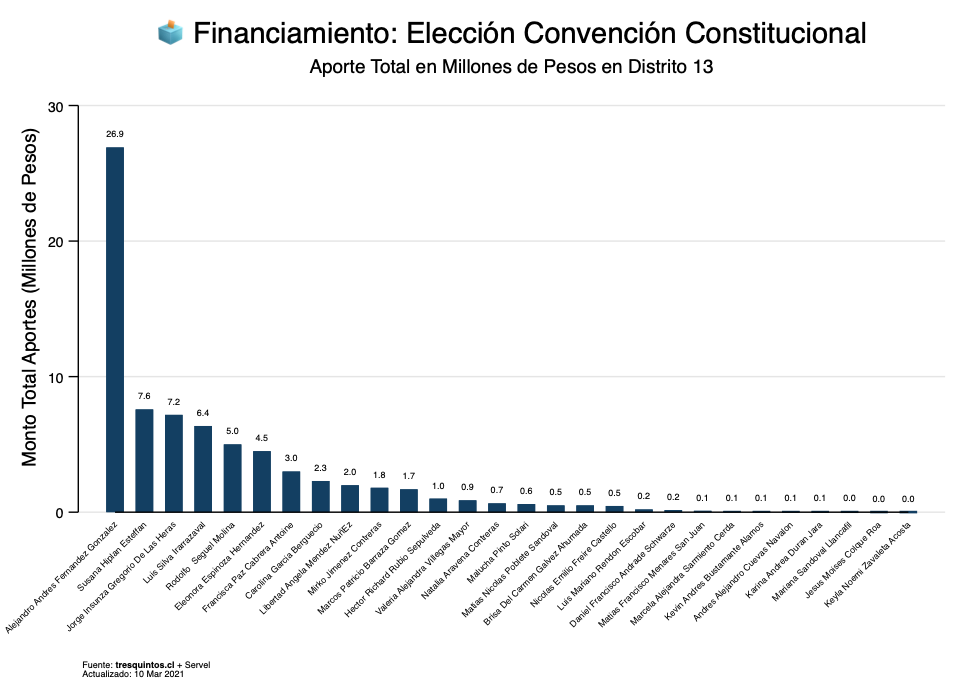 Financiamiento: Elección Convención Constitucional
Aporte Total en Millones de Pesos en Distrito 13
Monto Total Aportes (Millones de Pesos)
30
20
10
0
26.9
7.6
7.2
6.4
5.0
4.5
3.0
2.3
2.0
1.8
1.7
1.0
0.9
0.7
0.6
0.5
0.5
0.5
0.2
0.2
0.1
0.1
0.1
0.1
0.1
0.0
0.0
0.0
Alejandro Andres Fernandez Gonzalez
Susana Hiplan Esteffan
Jorge Insunza Gregorio De Las Heras
Luis Silva Irarrazaval
Rodolfo Seguel Molina
Eleonora Espinoza Hernandez
Francisca Paz Cabrera Antoine
Carolina Garcia Berguecio
Libertad Angela Mendez NuñEz
Mirko Jimenez Contreras
Marcos Patricio Barraza Gomez
Hector Richard Rubio Sepulveda
Valeria Alejandra Villegas Mayor
Natalia Aravena Contreras
Malucha Pinto Solari
Matias Nicolas Poblete Sandoval
Brisa Del Carmen Galvez Ahumada
Nicolas Emilio Freire Castello
Luis Mariano Rendon Escobar
Daniel Francisco Andrade Schwarze
Matias Francisco Menares San Juan
Marcela Alejandra Sarmiento Cerda
Kevin Andres Bustamante Alamos
Andres Alejandro Cuevas Navalon
Karina Andrea Duran Jara
Mariana Sandoval Llancafil
Jesus Moises Colque Roa
Keyla Noemi Zavaleta Acosta
Fuente: tresquintos.cl + Servel
Actualizado: 10 Mar 2021